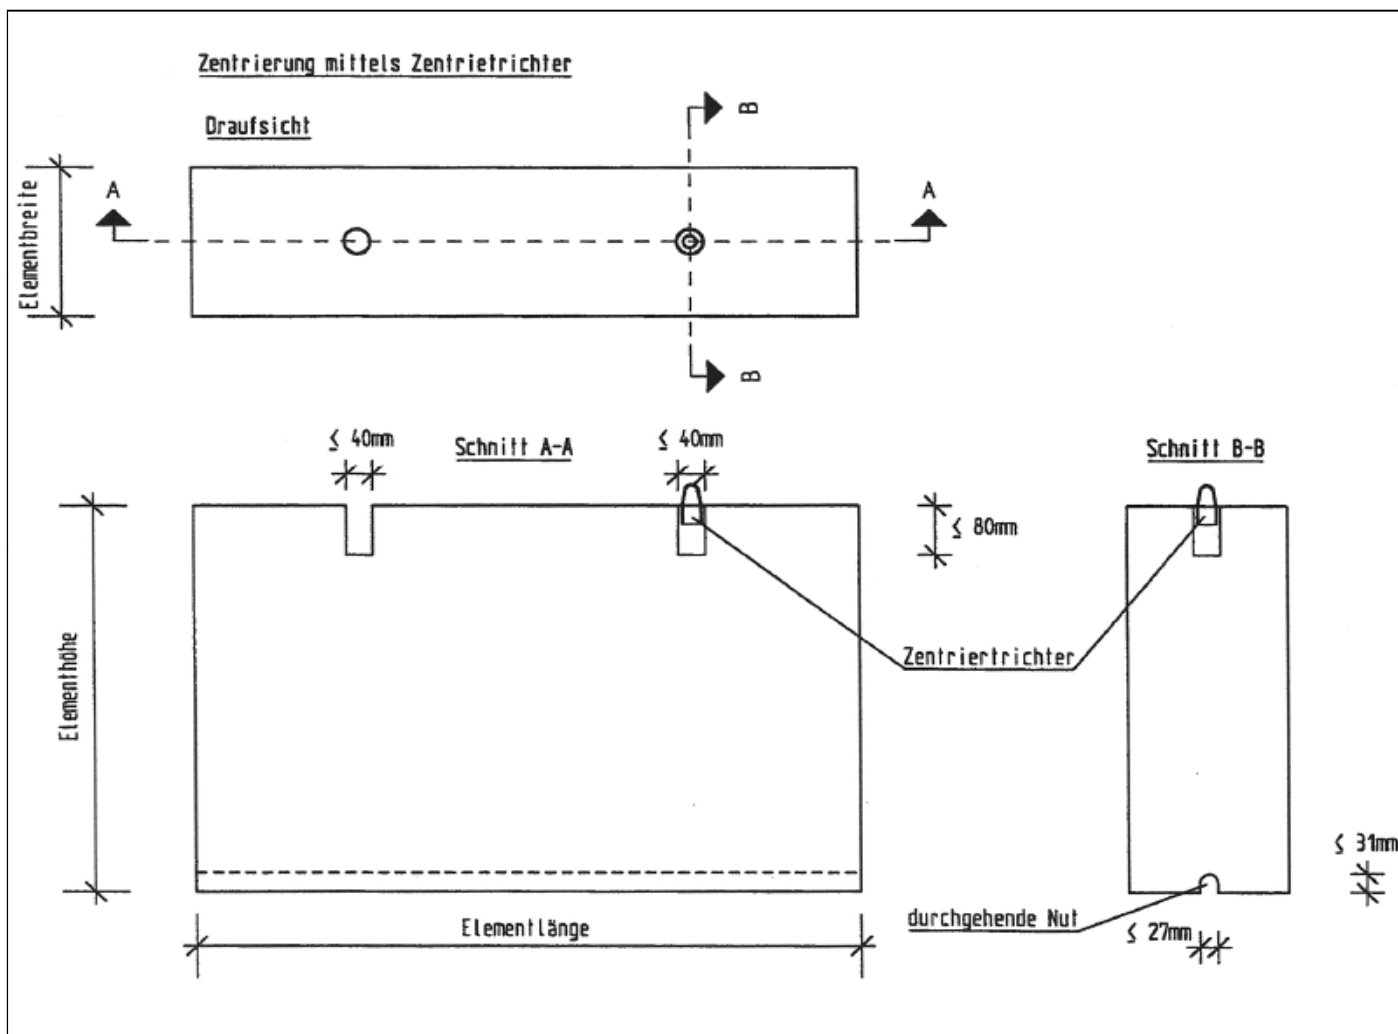 Zentrierung mittels Zentrietrichter
Draufsicht
B
A
A
Elementbreite
B
≤ 40mm
Schnitt A-A
≤ 40mm
Schnitt B-B
≤ 80mm
Elementhöhe
Zentriertrichter
≤ 31mm
durchgehende Nut
≤ 27mm
Elementlänge